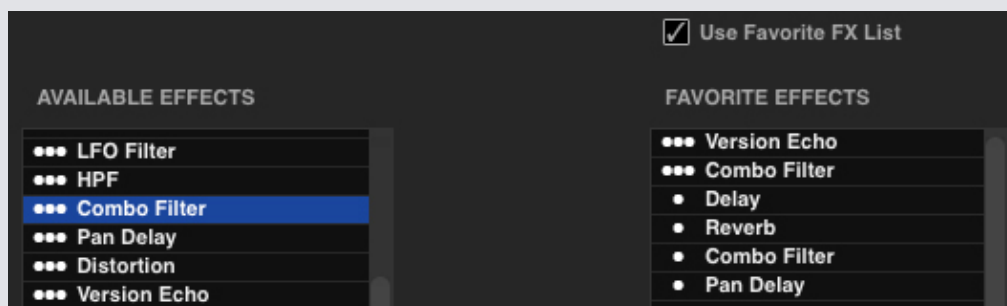 Use Favorite FX List
AVAILABLE EFFECTS
LFO Filter
HPF
Combo Filter
Pan Delay
Distortion
Version Echo
FAVORITE EFFECTS
Version Echo
Combo Filter
Delay
Reverb
Combo Filter
Pan Delay